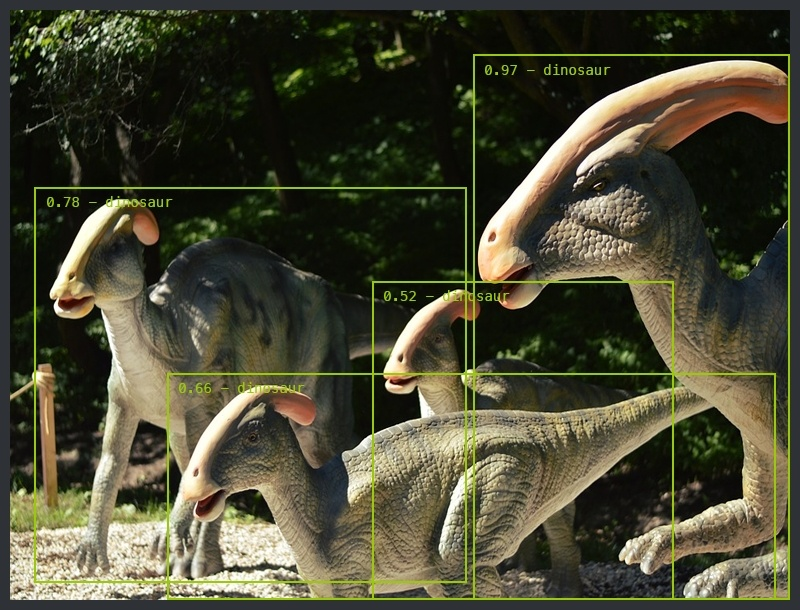 0.97 – dinosaur
0.78 – dinosaur
0.52 – dinosaur
0.66 – dinosaur